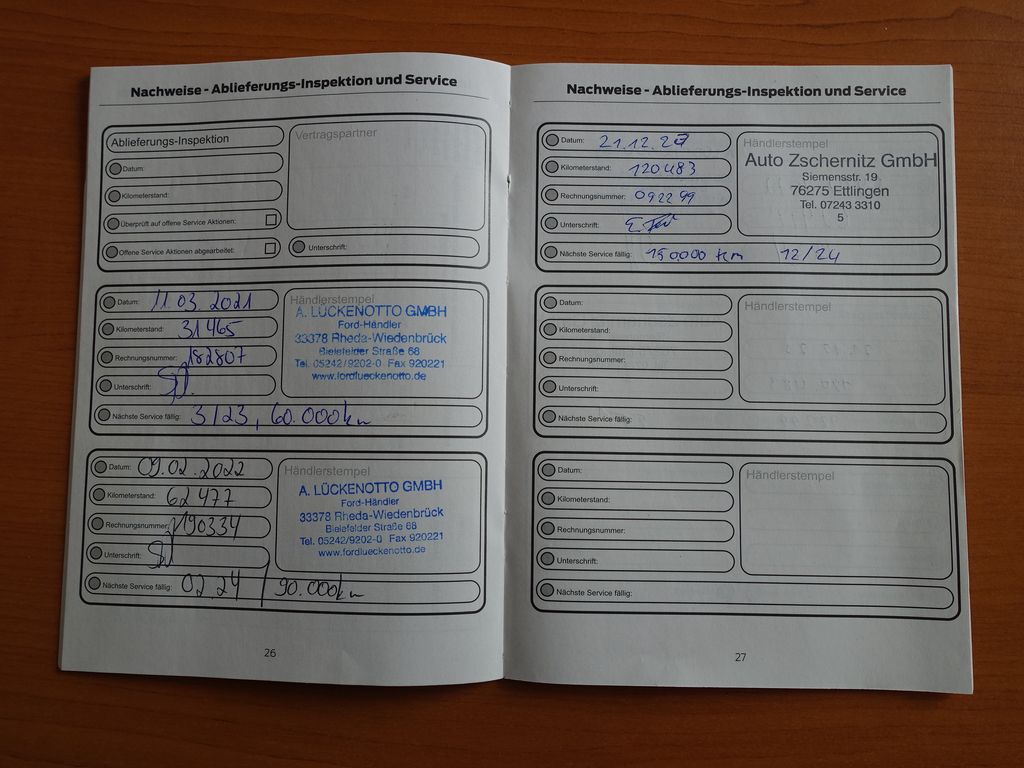 Nachweise - Ablieferungs-Inspektion und Service
Ablieferungs-Inspektion
Vertragspartner
Datum:
Kilometerstand:
Überprüft auf offene Service Aktionen:
Offene Service Aktionen abgearbeitet:
Unterschrift:
Datum: 11.03.2021
Kilometerstand: 31465
Rechnungsnummer: 182807
Unterschrift:
Nächste Service fällig: 3/23, 60.000km
Händlerstempel
A. LÜCKENOTTO GMBH
Ford-Händler
33378 Rheda-Wiedenbrück
Bielefelder Straße 68
Tel. 05242/9202-0 Fax 920221
www.fordlueckenotto.de
Datum: 09.02.2022
Kilometerstand: 62477
Rechnungsnummer: 190334
Unterschrift:
Nächste Service fällig: 02.24 / 90.000km
Händlerstempel
A. LÜCKENOTTO GMBH
Ford-Händler
33378 Rheda-Wiedenbrück
Bielefelder Straße 68
Tel. 05242/9202-0 Fax 920221
www.fordlueckenotto.de
26
Nachweise - Ablieferungs-Inspektion und Service
Datum: 21.12.
Kilometerstand: 120483
Rechnungsnummer: 092299
Unterschrift:
Nächste Service fällig: 150000 km 12/24
Händlerstempel
Auto Zschernitz GmbH
Siemensstr. 19
76275 Ettlingen
Tel. 07243 3310
5
Datum:
Kilometerstand:
Rechnungsnummer:
Unterschrift:
Nächste Service fällig:
Händlerstempel
Datum:
Kilometerstand:
Rechnungsnummer:
Unterschrift:
Nächste Service fällig:
Händlerstempel
27